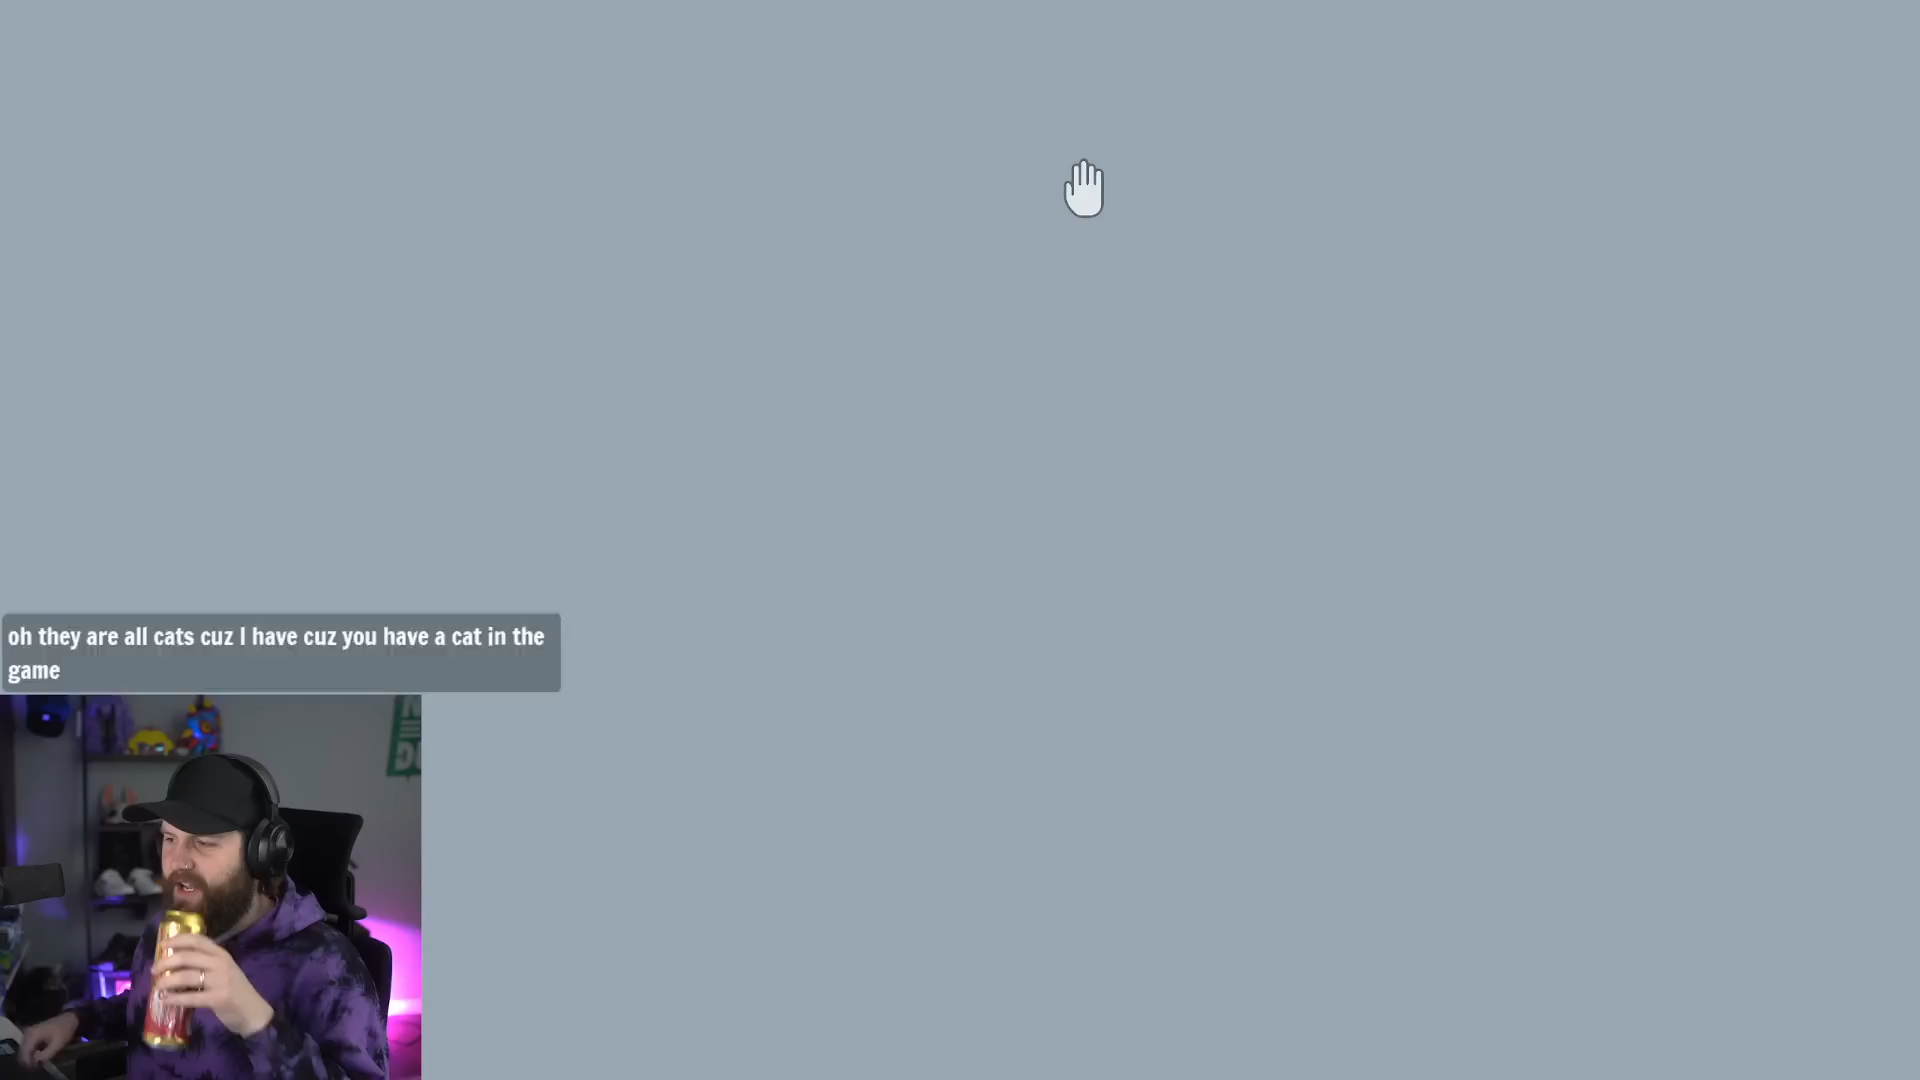 oh they are all cats cuz I have cuz you have a cat in the
game